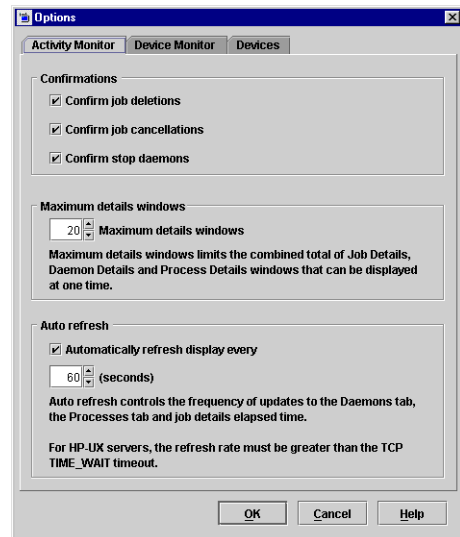 Options
Activity Monitor Device Monitor Devices
Confirmations
Confirm job deletions
Confirm job cancellations
Confirm stop daemons
Maximum details windows
20 Maximum details windows
Maximum details windows limits the combined total of Job Details,
Daemon Details and Process Details windows that can be displayed
at one time.
Auto refresh
Automatically refresh display every
60 (seconds)
Auto refresh controls the frequency of updates to the Daemons tab,
the Processes tab and job details elapsed time.
For HP-UX servers, the refresh rate must be greater than the TCP
TIME_WAIT timeout.
OK Cancel Help